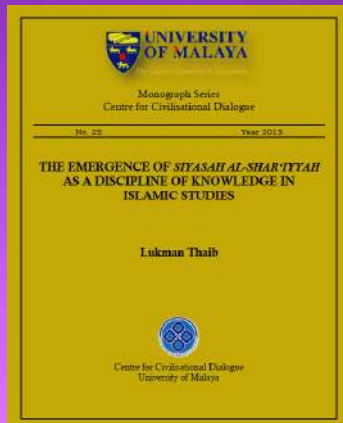 UNIVERSITY
OF MALAYA
Monograph Series
Centre for Civilisational Dialogue
No. 25 Year 2013
THE EMERGENCE OF SIYASAH AL-SHAR'IYYAH
AS A DISCIPLINE OF KNOWLEDGE IN
ISLAMIC STUDIES
Lukman Thaib
Centre for Civilisational Dialogue
University of Malaya